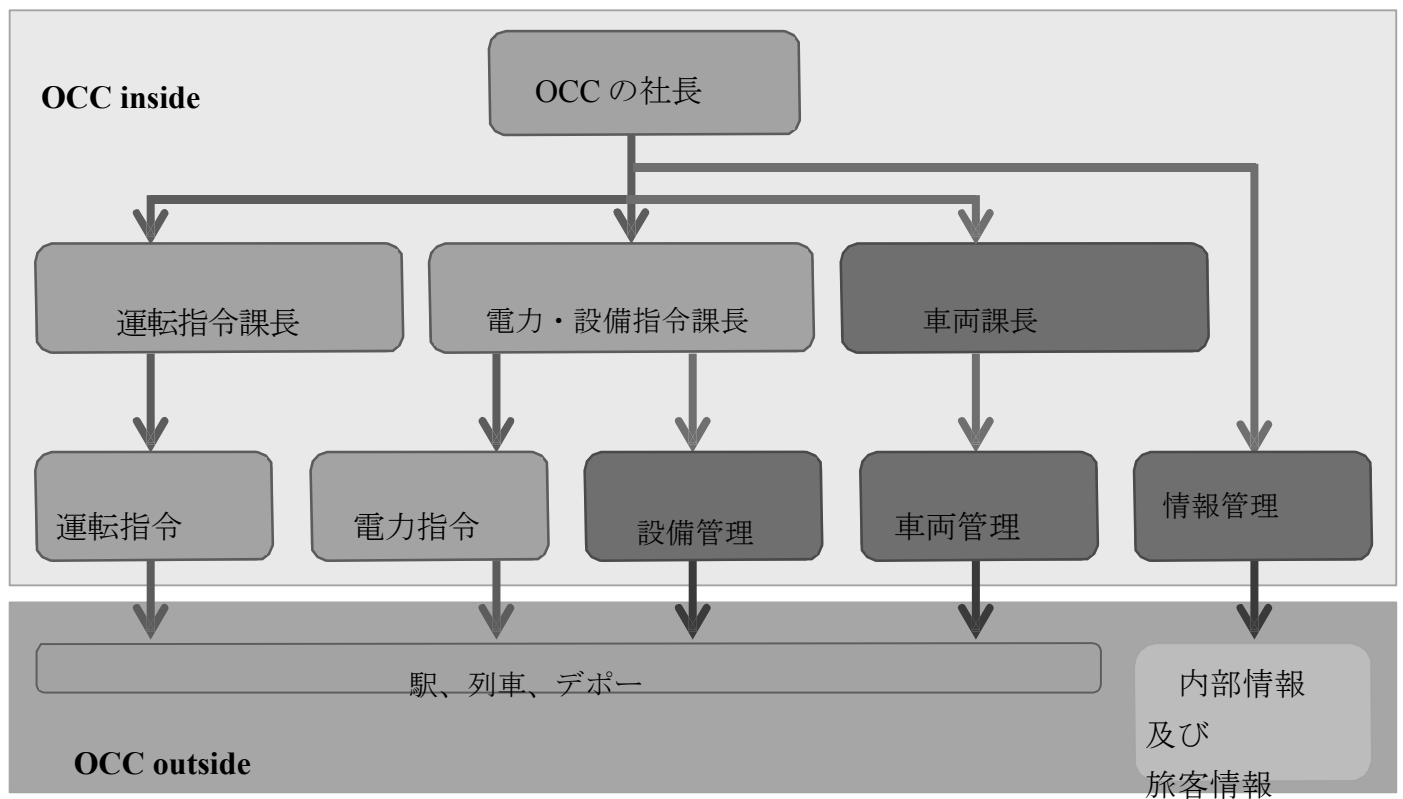 OCC の社長
OCC inside
運転指令課長
電力・設備指令課長
車両課長
運転指令
電力指令
設備管理
車両管理
情報管理
駅、列車、デポー
内部情報
及び
旅客情報
OCC outside